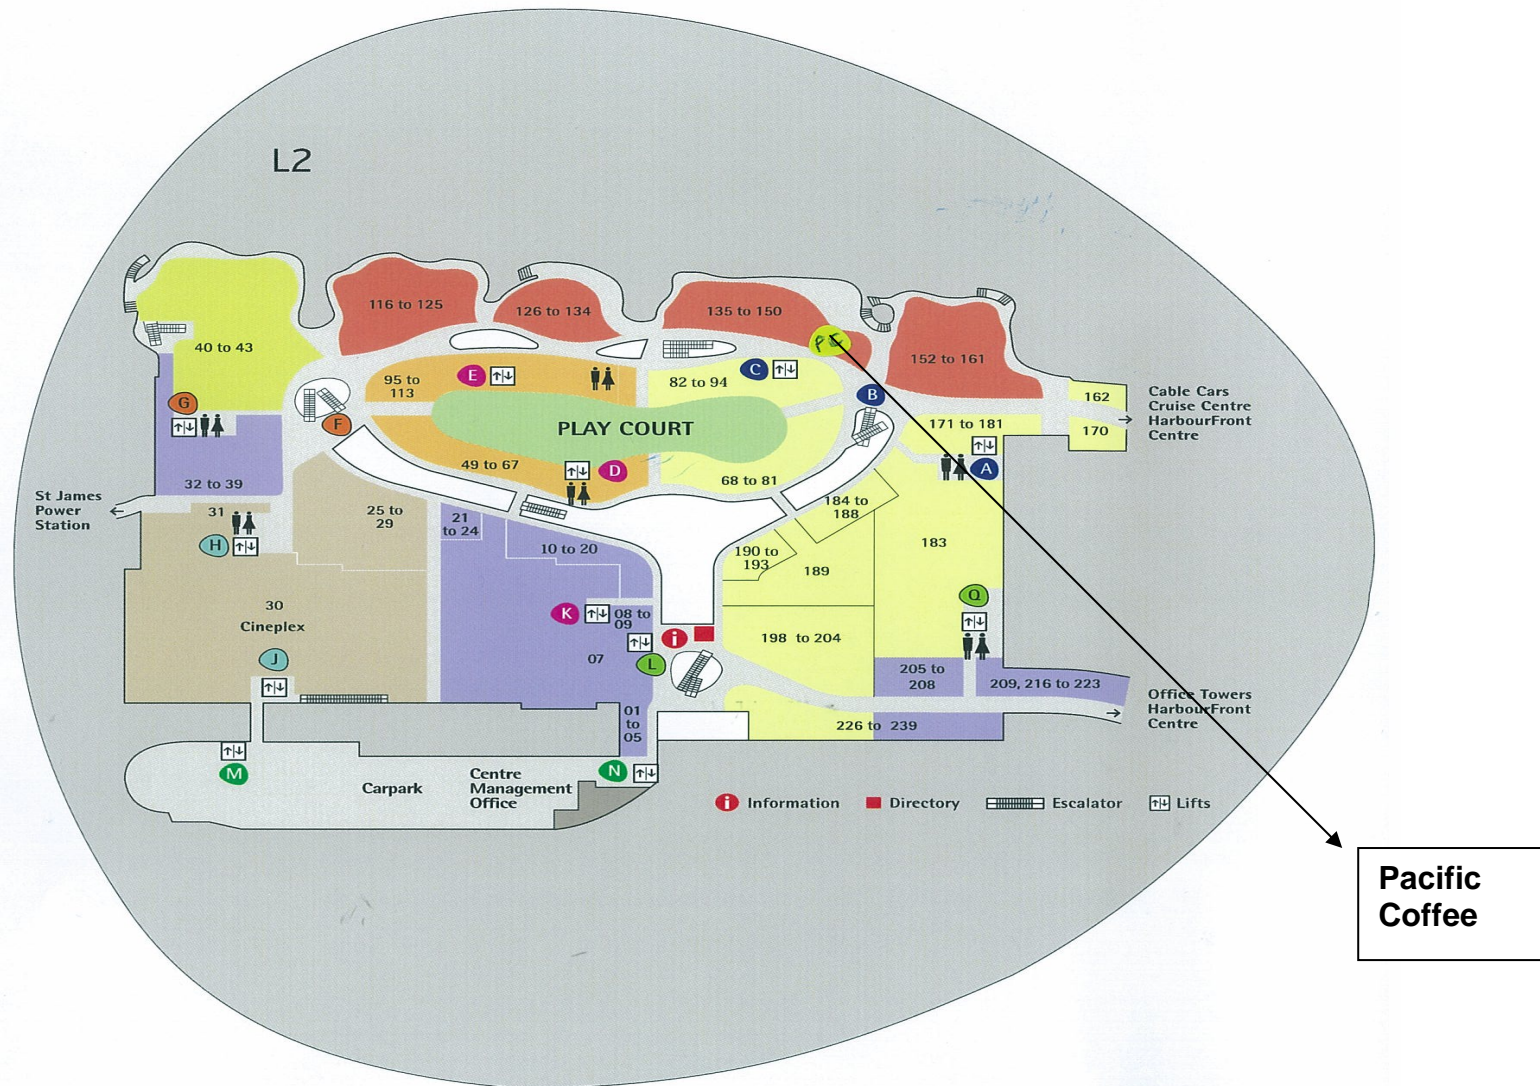 L2
116 to 125
126 to 134
135 to 150
40 to 43
152 to 161
PC
95 to
113
E
C
82 to 94
B
162
170
Cable Cars
Cruise Centre
HarbourFront
Centre
G
F
PLAY COURT
171 to 181
A
49 to 67
D
68 to 81
32 to 39
St James
Power
Station
31
H
25 to
29
21
to 24
10 to 20
184 to
188
190 to
193
189
183
Q
30
Cineplex
J
K
08 to
09
07
L
i
198 to 204
205 to
208
209, 216 to 223
Office Towers
HarbourFront
Centre
01
to
05
226 to 239
M
Carpark
Centre
Management
Office
N
i Information
Directory
Escalator
Lifts
Pacific
Coffee